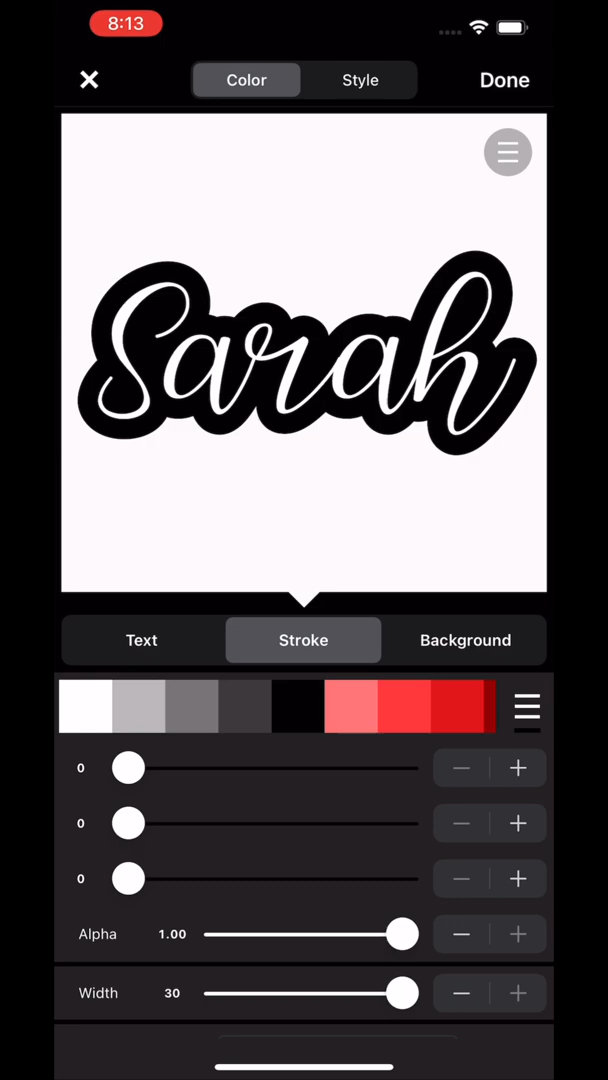 8:13
Color Style Done
Sarah
Text Stroke Background
0
0
0
Alpha 1.00
Width 30